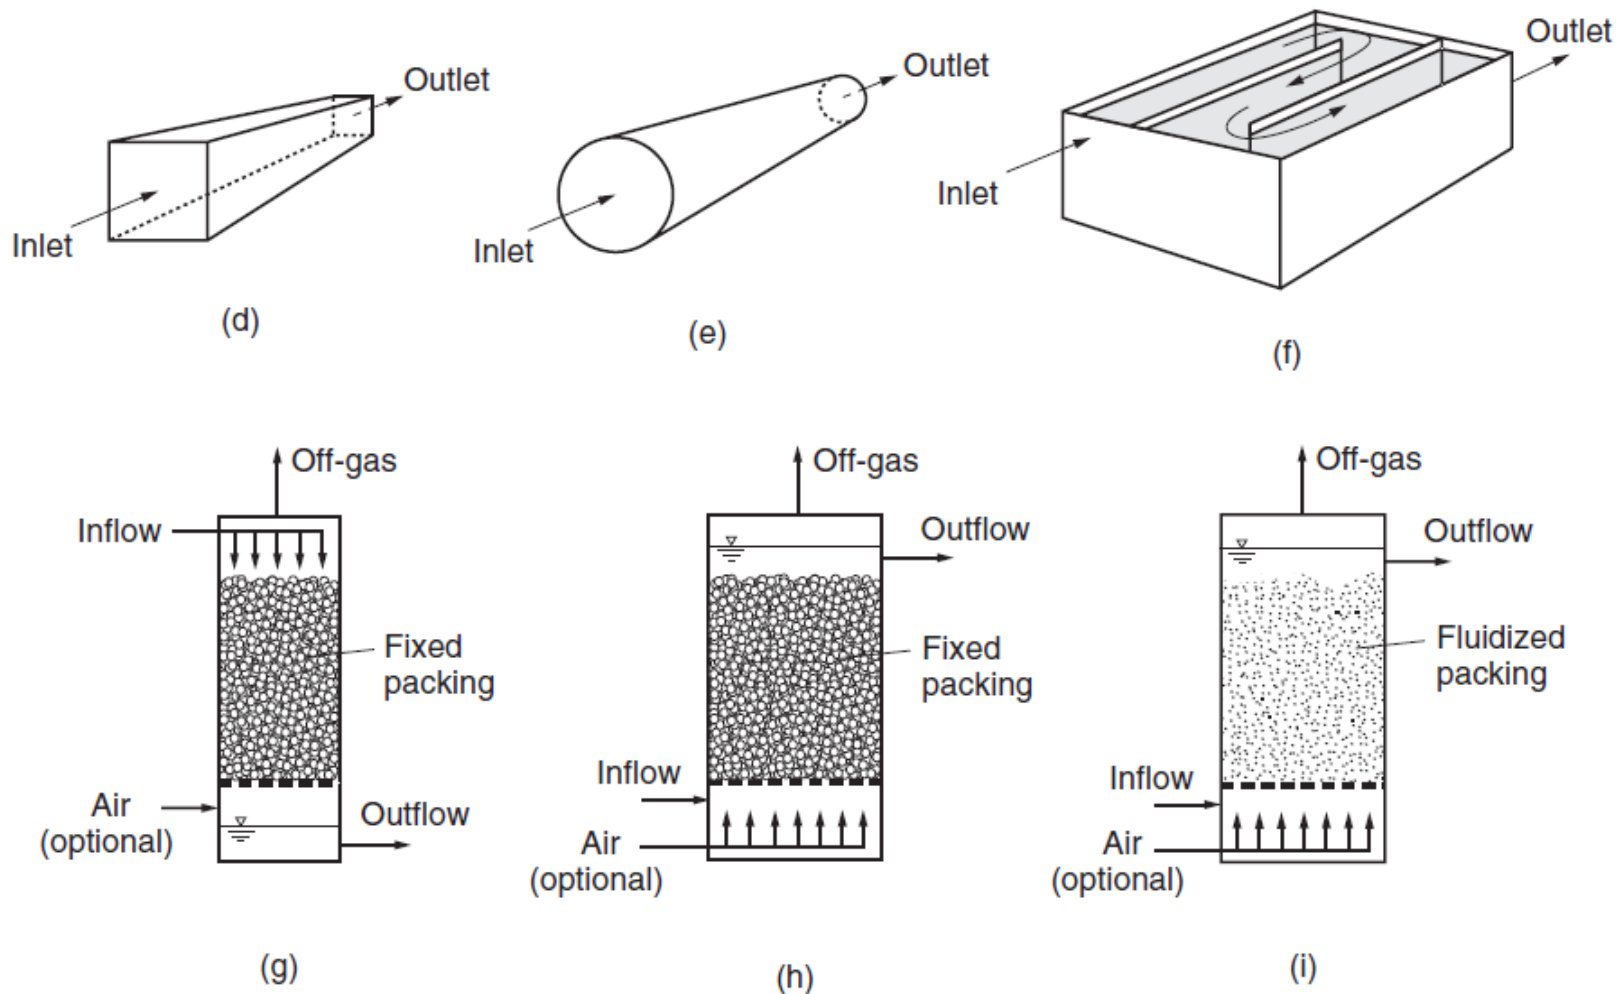 Outlet
Inlet
(d)
Outlet
Inlet
(e)
Outlet
Inlet
(f)
Off-gas
Inflow
Fixed
packing
Air
(optional)
Outflow
(g)
Off-gas
Outflow
Fixed
packing
Inflow
Air
(optional)
(h)
Off-gas
Outflow
Fluidized
packing
Inflow
Air
(optional)
(i)